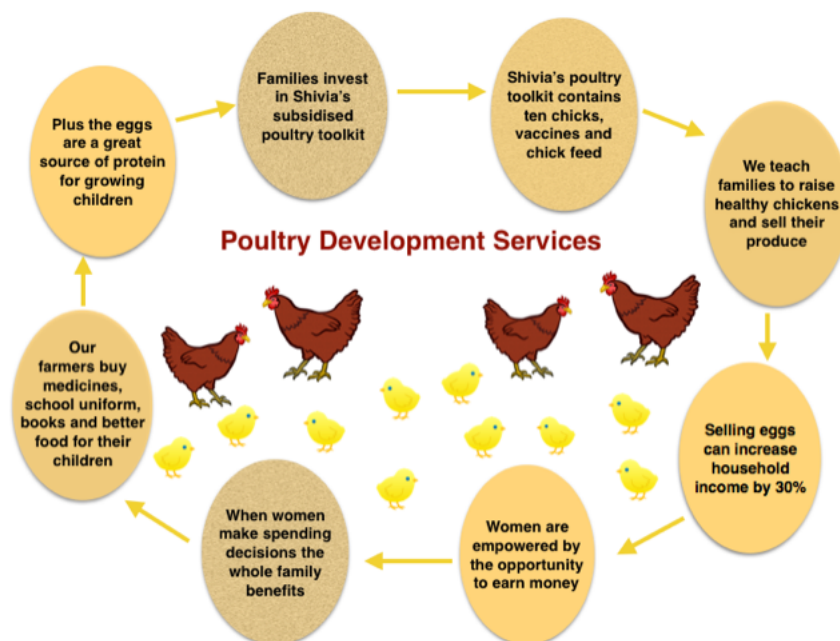 Families invest
in Shivia's
subsidised
poultry toolkit
Shivia's poultry
toolkit contains
ten chicks,
vaccines and
chick feed
We teach
families to raise
healthy chickens
and sell their
produce
Selling eggs
can increase
household
income by 30%
Women are
empowered by
the opportunity
to earn money
When women
make spending
decisions the
whole family
benefits
Our
farmers buy
medicines,
school uniform,
books and better
food for their
children
Plus the eggs
are a great
source of protein
for growing
children
Poultry Development Services